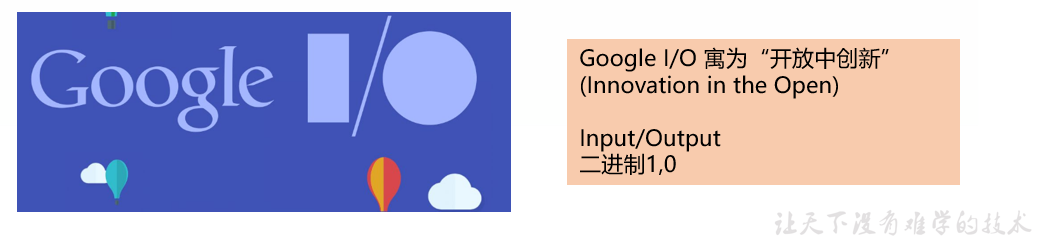 Google I/O
Google I/O 寓为“开放中创新”
(Innovation in the Open)
Input/Output
二进制1,0
让天下没有难学的技术